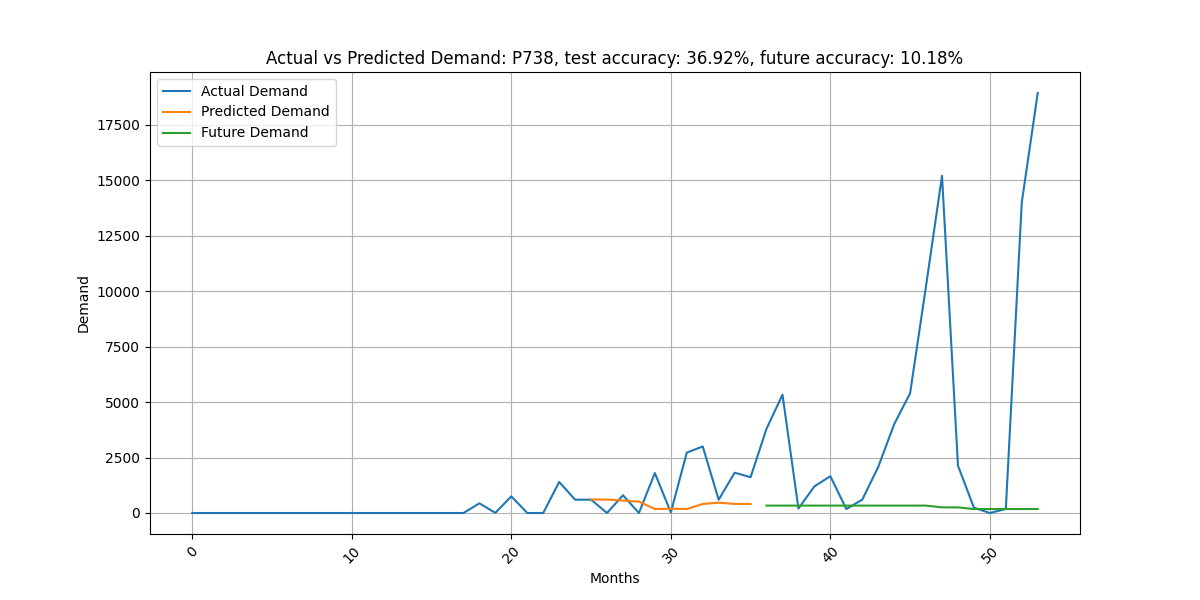 Actual vs Predicted Demand: P738, test accuracy: 36.92%, future accuracy: 10.18%
Actual Demand
Predicted Demand
Future Demand
17500
15000
12500
10000
7500
5000
2500
0
Demand
0
10
20
30
40
50
Months